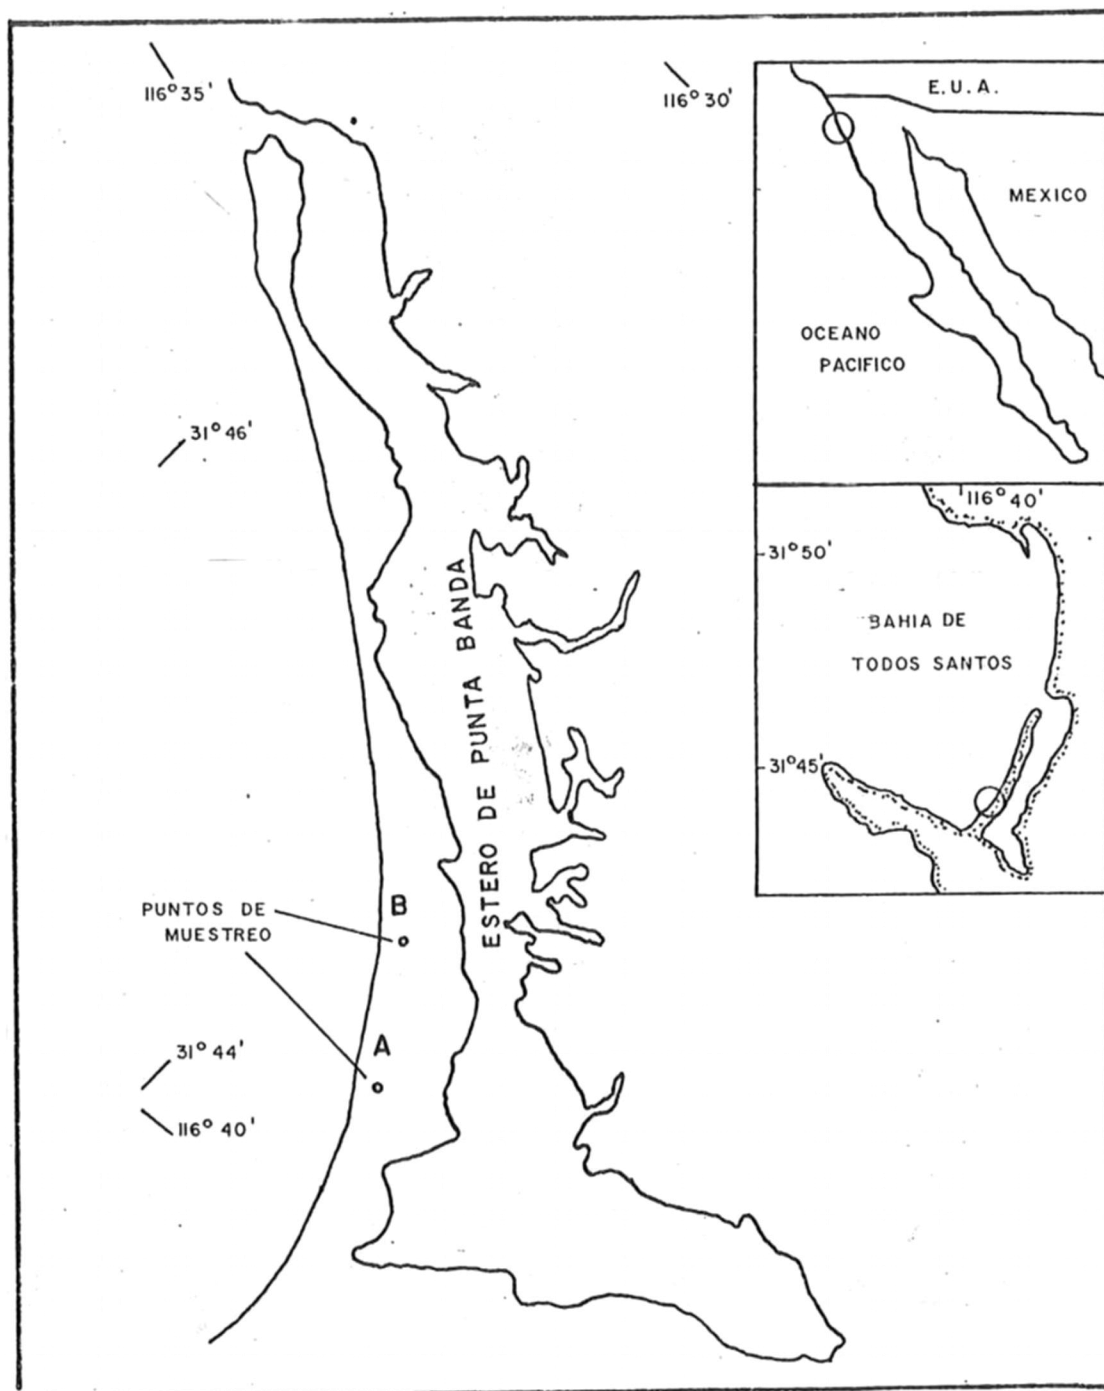 116° 35'
116° 30'
31° 46'
ESTERO DE PUNTA BANDA
PUNTOS DE
MUESTREO
B
A
31° 44'
116° 40'
E. U. A.
MEXICO
OCEANO
PACIFICO
116° 40'
31° 50'
BAHIA DE
TODOS SANTOS
31° 45'